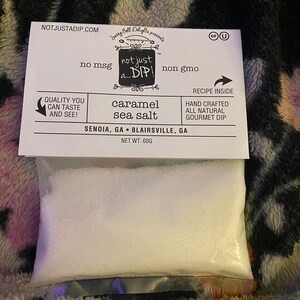 NOTJUSTADIP.COM
no msg
not just
a... DIP!
non gmo
RECIPE INSIDE
QUALITY YOU
CAN TASTE
AND SEE!
caramel
sea salt
HAND CRAFTED
ALL NATURAL
GOURMET DIP
SENOIA, GA • BLAIRSVILLE, GA
NET WT. 60G